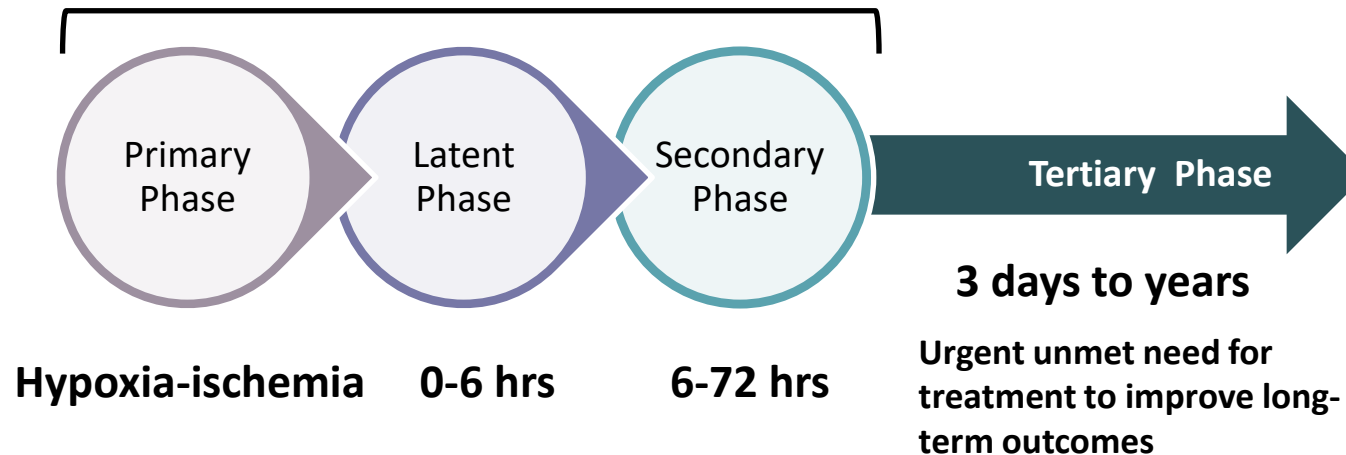 Primary
Phase
Latent
Phase
Secondary
Phase
Tertiary Phase
Hypoxia-ischemia
0-6 hrs
6-72 hrs
3 days to years
Urgent unmet need for
treatment to improve long-
term outcomes